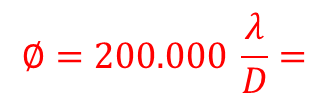 ∅ = 200.000 λ/D =